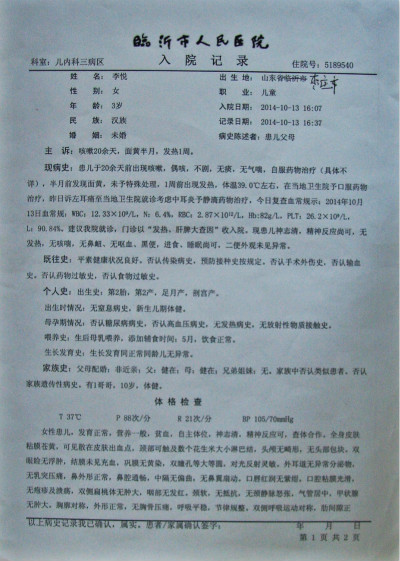 临沂市人民医院
科室：儿内科三病区 入院记录 住院号：5189540
姓 名：李悦 出 生 地：山东省临沂市
性 别：女 职 业：儿童
年 龄：3岁 入院日期：2014-10-13 16:07
民 族：汉族 记录日期：2014-10-13 16:37
婚 姻：未婚 病史陈述者：患儿父母
主 诉：咳嗽20余天，面黄半月，发热1周。
现病史：患儿于20余天前出现咳嗽，偶咳，不剧，无痰，无气喘，自服药物治疗（具体不
详），半月前发现面黄，未予特殊处理，1周前出现发热，体温39.0℃左右，在当地卫生院予口服药物
治疗，昨日诉左耳痛至当地卫生院就诊考虑中耳炎予静滴药物治疗，今日复查血常规示：2014年10月
13日血常规：WBC：12.33×10⁹/L，N：6.4%，RBC：2.87×10¹²/L，Hb:82g/L，PLT：26.2×10⁹/L，
L：90.84%，建议我院就诊，门诊以“发热、肝脾大查因”收入院。现患儿神志清，精神反应尚可，无
发热，无咳喘，无鼻衄、无呕血、黑便，进食、睡眠尚可，二便外观未见异常。
既往史：平素健康状况良好。否认传染病史，预防接种史按规定。否认手术外伤史，否认输血
史。否认药物过敏史，否认食物过敏史。
个人史：出生史，第2胎，第2产，足月产，剖宫产。
出生时情况：无窒息病史，新生儿期体健。
母孕期情况：否认糖尿病病史，否认高血压病史，无发热病史，无放射性物质接触史。
喂养史：生后母乳喂养，添加辅食时间：5月，饮食正常。
生长发育史：生长发育同正常同龄儿无异常。
家族史：父母婚配：非近亲；父：健在；母：健在；兄弟姐妹：无。家族中否认类似患者。否认
家族遗传性病史。有1哥哥，10岁，体健。
体 格 检 查
T 37℃ P 88次/分 R 21次/分 BP 105/70mmHg
女性患儿，发育正常，营养一般，贫血，自主体位，神志清，精神反应可，查体合作。全身皮肤
粘膜苍黄，可见散在皮肤出血点，颈部可触及数个花生米大小淋巴结，头颅无畸形，无头部包块，双
眼睑无浮肿，结膜未见充血，巩膜无黄染，双瞳孔等大等圆，对光反射灵敏，外耳道无异常分泌物，
无乳突压痛，鼻外形正常，鼻腔通畅，中隔无偏曲，无鼻翼扇动，口唇红润无紫绀，口腔粘膜光滑，
无疱疹及溃疡，双侧扁桃体无肿大，咽部无发红，颈软，无抵抗，无颈静脉怒张，气管居中，甲状腺
无肿大，胸廓对称，外形正常，无胸骨压痛，呼吸平稳，节律规整，双侧呼吸运动对称，肋间隙正
以上病史记录我已确认，属实。患者/家属确认签字： 年 月 日
第 1 页 共 2 页